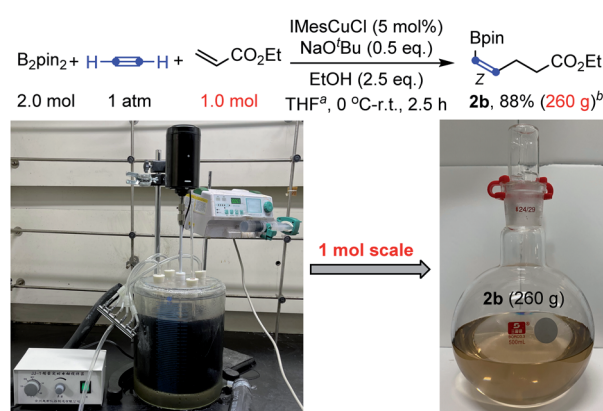 IMesCuCl (5 mol%)
B₂pin₂ + H H + CO₂Et NaOᵗBu (0.5 eq.) Bpin CO₂Et
EtOH (2.5 eq.) Z
2.0 mol 1 atm 1.0 mol THFᵃ, 0 °C-r.t., 2.5 h 2b, 88% (260 g)ᵇ
1 mol scale
24/29
2b (260 g)